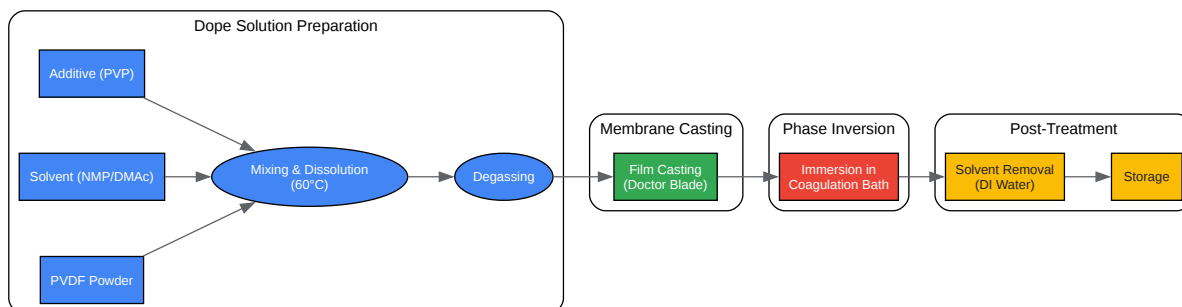 Dope Solution Preparation
Additive (PVP)
Solvent (NMP/DMAc)
PVDF Powder
Mixing & Dissolution
(60°C)
Degassing
Membrane Casting
Film Casting
(Doctor Blade)
Phase Inversion
Immersion in
Coagulation Bath
Post-Treatment
Solvent Removal
(DI Water)
Storage